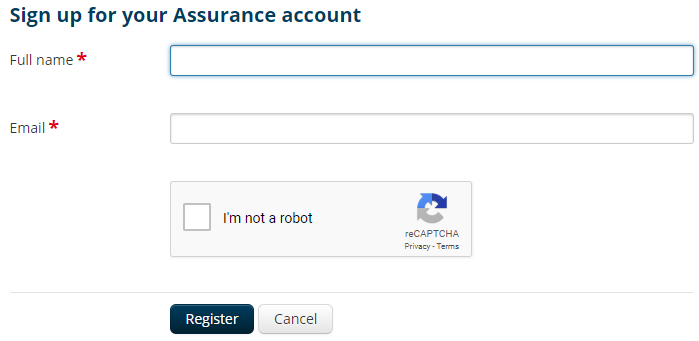 Sign up for your Assurance account
Full name *
Email *
I'm not a robot
reCAPTCHA
Privacy - Terms
Register Cancel